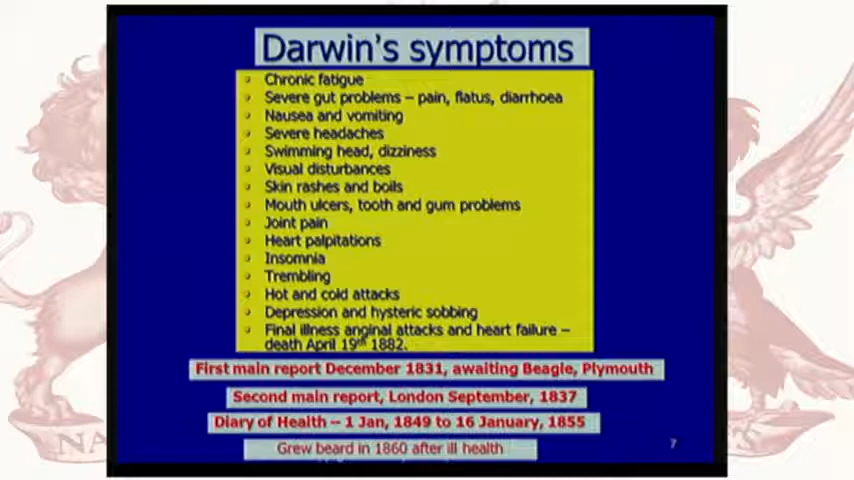 Darwin's symptoms
Chronic fatigue
Severe gut problems – pain, flatus, diarrhoea
Nausea and vomiting
Severe headaches
Swimming head, dizziness
Visual disturbances
Skin rashes and boils
Mouth ulcers, tooth and gum problems
Joint pain
Heart palpitations
Insomnia
Trembling
Hot and cold attacks
Depression and hysteric sobbing
Final illness anginal attacks and heart failure –
death April 19th 1882.
First main report December 1831, awaiting Beagle, Plymouth
Second main report, London September, 1837
Diary of Health – 1 Jan, 1849 to 16 January, 1855
Grew beard in 1860 after ill health
7
NA